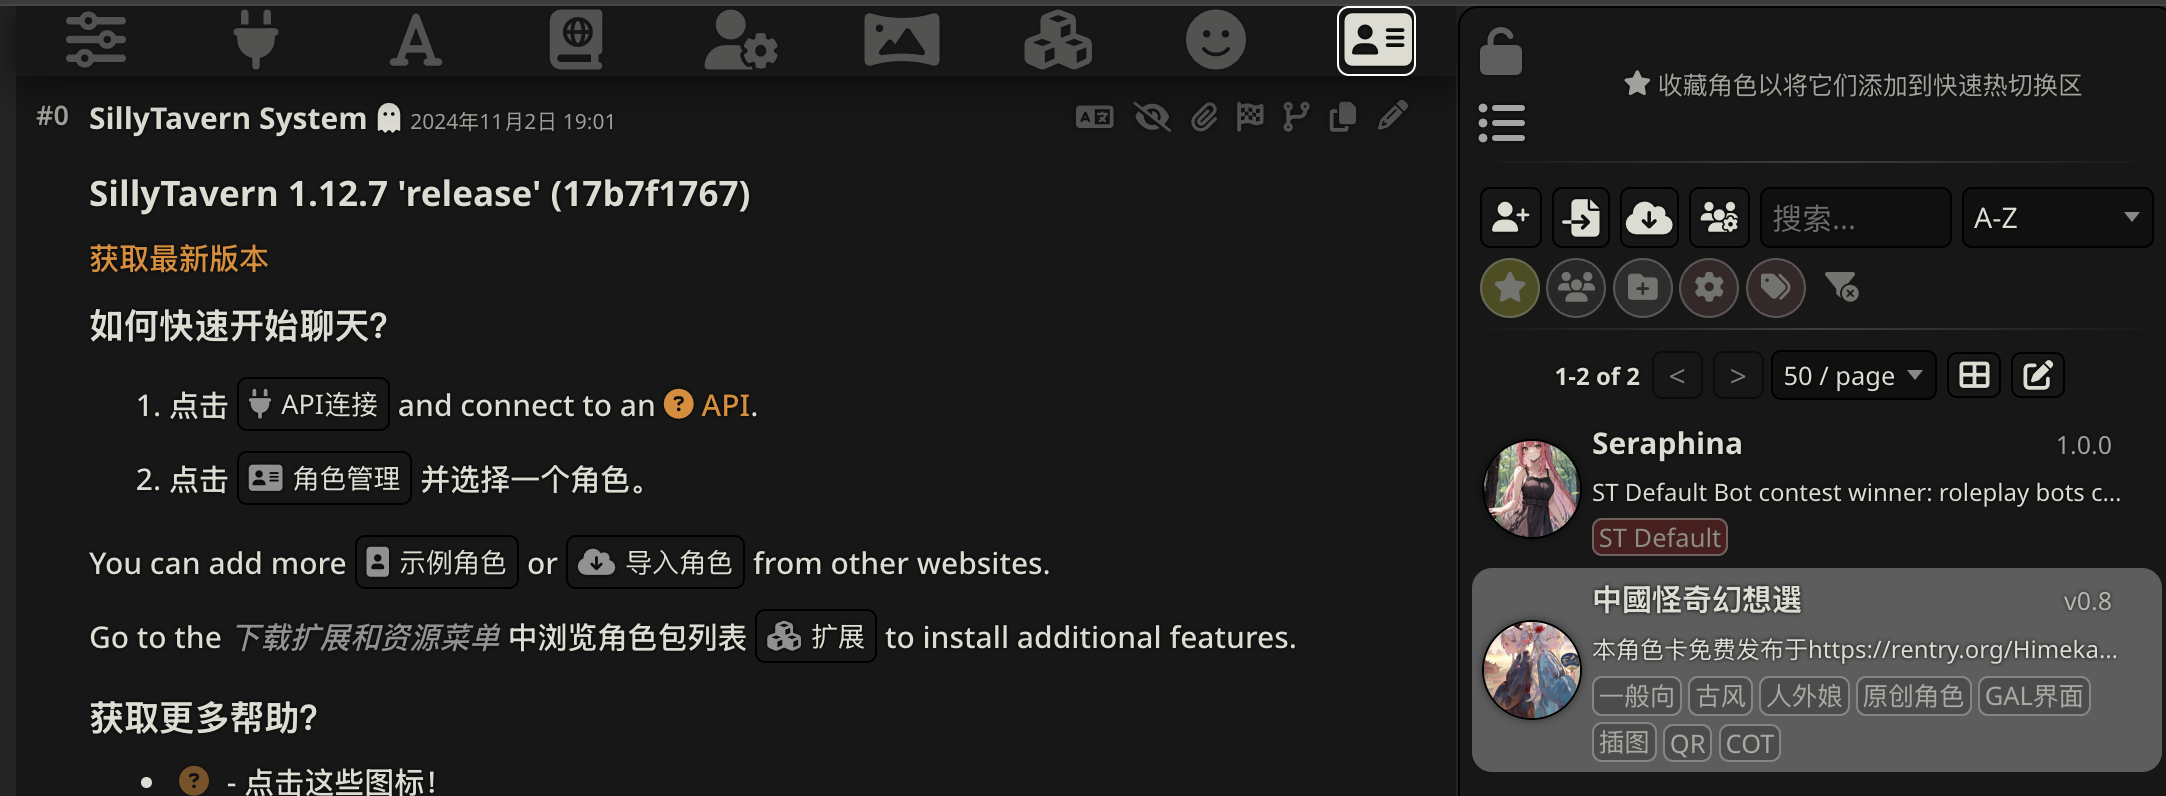 #0 SillyTavern System 2024年11月2日 19:01
SillyTavern 1.12.7 'release' (17b7f1767)
获取最新版本
如何快速开始聊天?
1. 点击 API连接 and connect to an ? API.
2. 点击 角色管理 并选择一个角色。
You can add more 示例角色 or 导入角色 from other websites.
Go to the 下载扩展和资源菜单 中浏览角色包列表 扩展 to install additional features.
获取更多帮助?
• ? - 点击这些图标!
收藏角色以将它们添加到快速热切换区
搜索... A-Z
1-2 of 2 < > 50 / page
Seraphina 1.0.0
ST Default Bot contest winner: roleplay bots c...
ST Default
中國怪奇幻想選 v0.8
本角色卡免费发布于https://rentry.org/Himeka...
一般向 古风 人外娘 原创角色 GAL界面
插图 QR COT